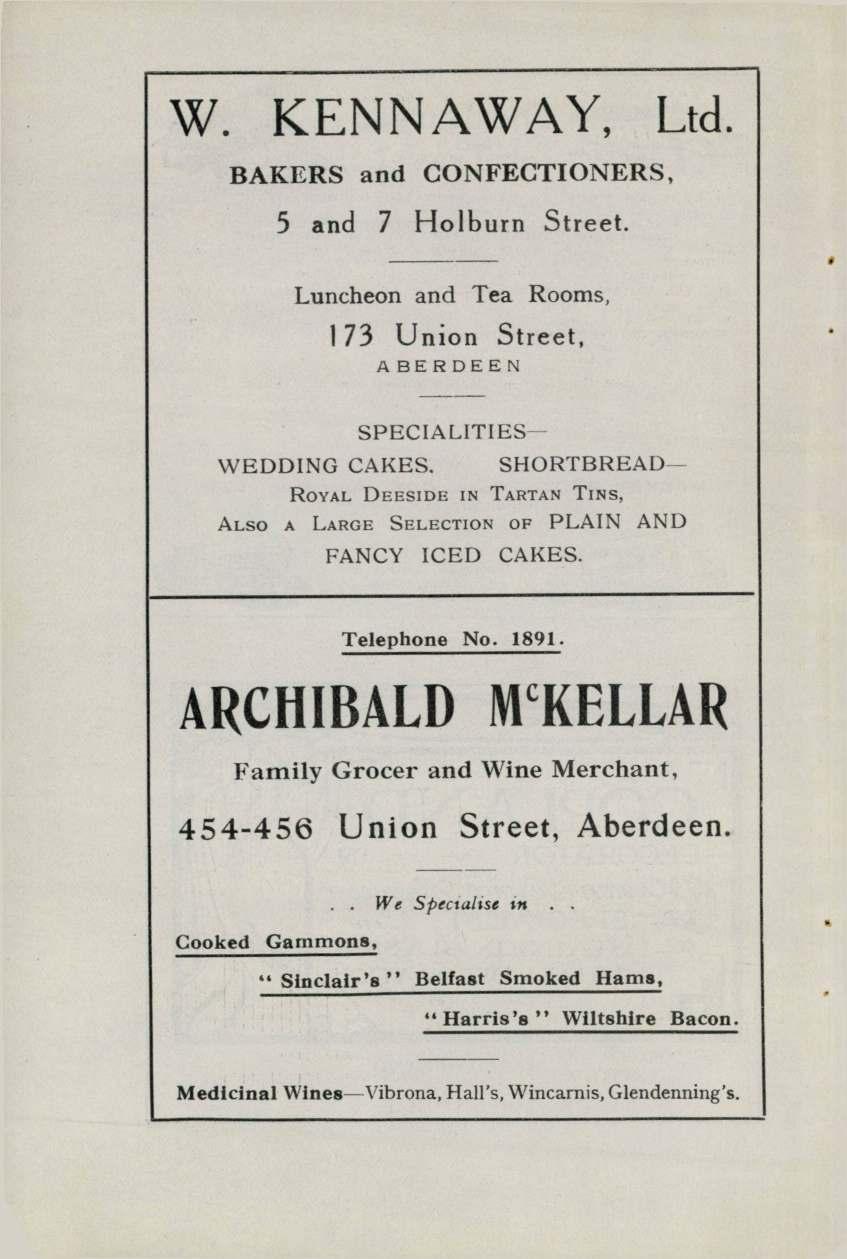 W. KENNAWAY, Ltd.
BAKERS and CONFECTIONERS,
5 and 7 Holburn Street.
Luncheon and Tea Rooms,
173 Union Street,
ABERDEEN
SPECIALITIES—
WEDDING CAKES. SHORTBREAD—
ROYAL DEESIDE IN TARTAN TINS,
ALSO A LARGE SELECTION OF PLAIN AND
FANCY ICED CAKES.
Telephone No. 1891.
ARCHIBALD McKELLAR
Family Grocer and Wine Merchant,
454-456 Union Street, Aberdeen.
. . We Specialise in . .
Cooked Gammons,
“ Sinclair's ” Belfast Smoked Hams,
“ Harris's ” Wiltshire Bacon.
Medicinal Wines—Vibrona, Hall's, Wincarnis, Glendenning's.